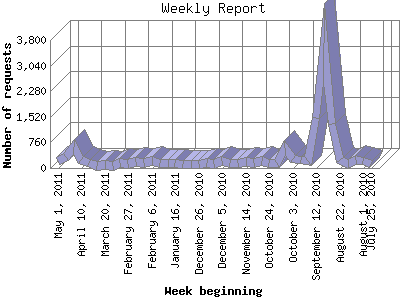 Weekly Report
Number of requests
3,800
3,040
2,280
1,520
760
0
May 1, 2011
April 10, 2011
March 20, 2011
February 27, 2011
February 6, 2011
January 16, 2011
December 26, 2010
December 5, 2010
November 14, 2010
October 24, 2010
October 3, 2010
September 12, 2010
August 22, 2010
August 1, 2010
July 25, 2010
Week beginning